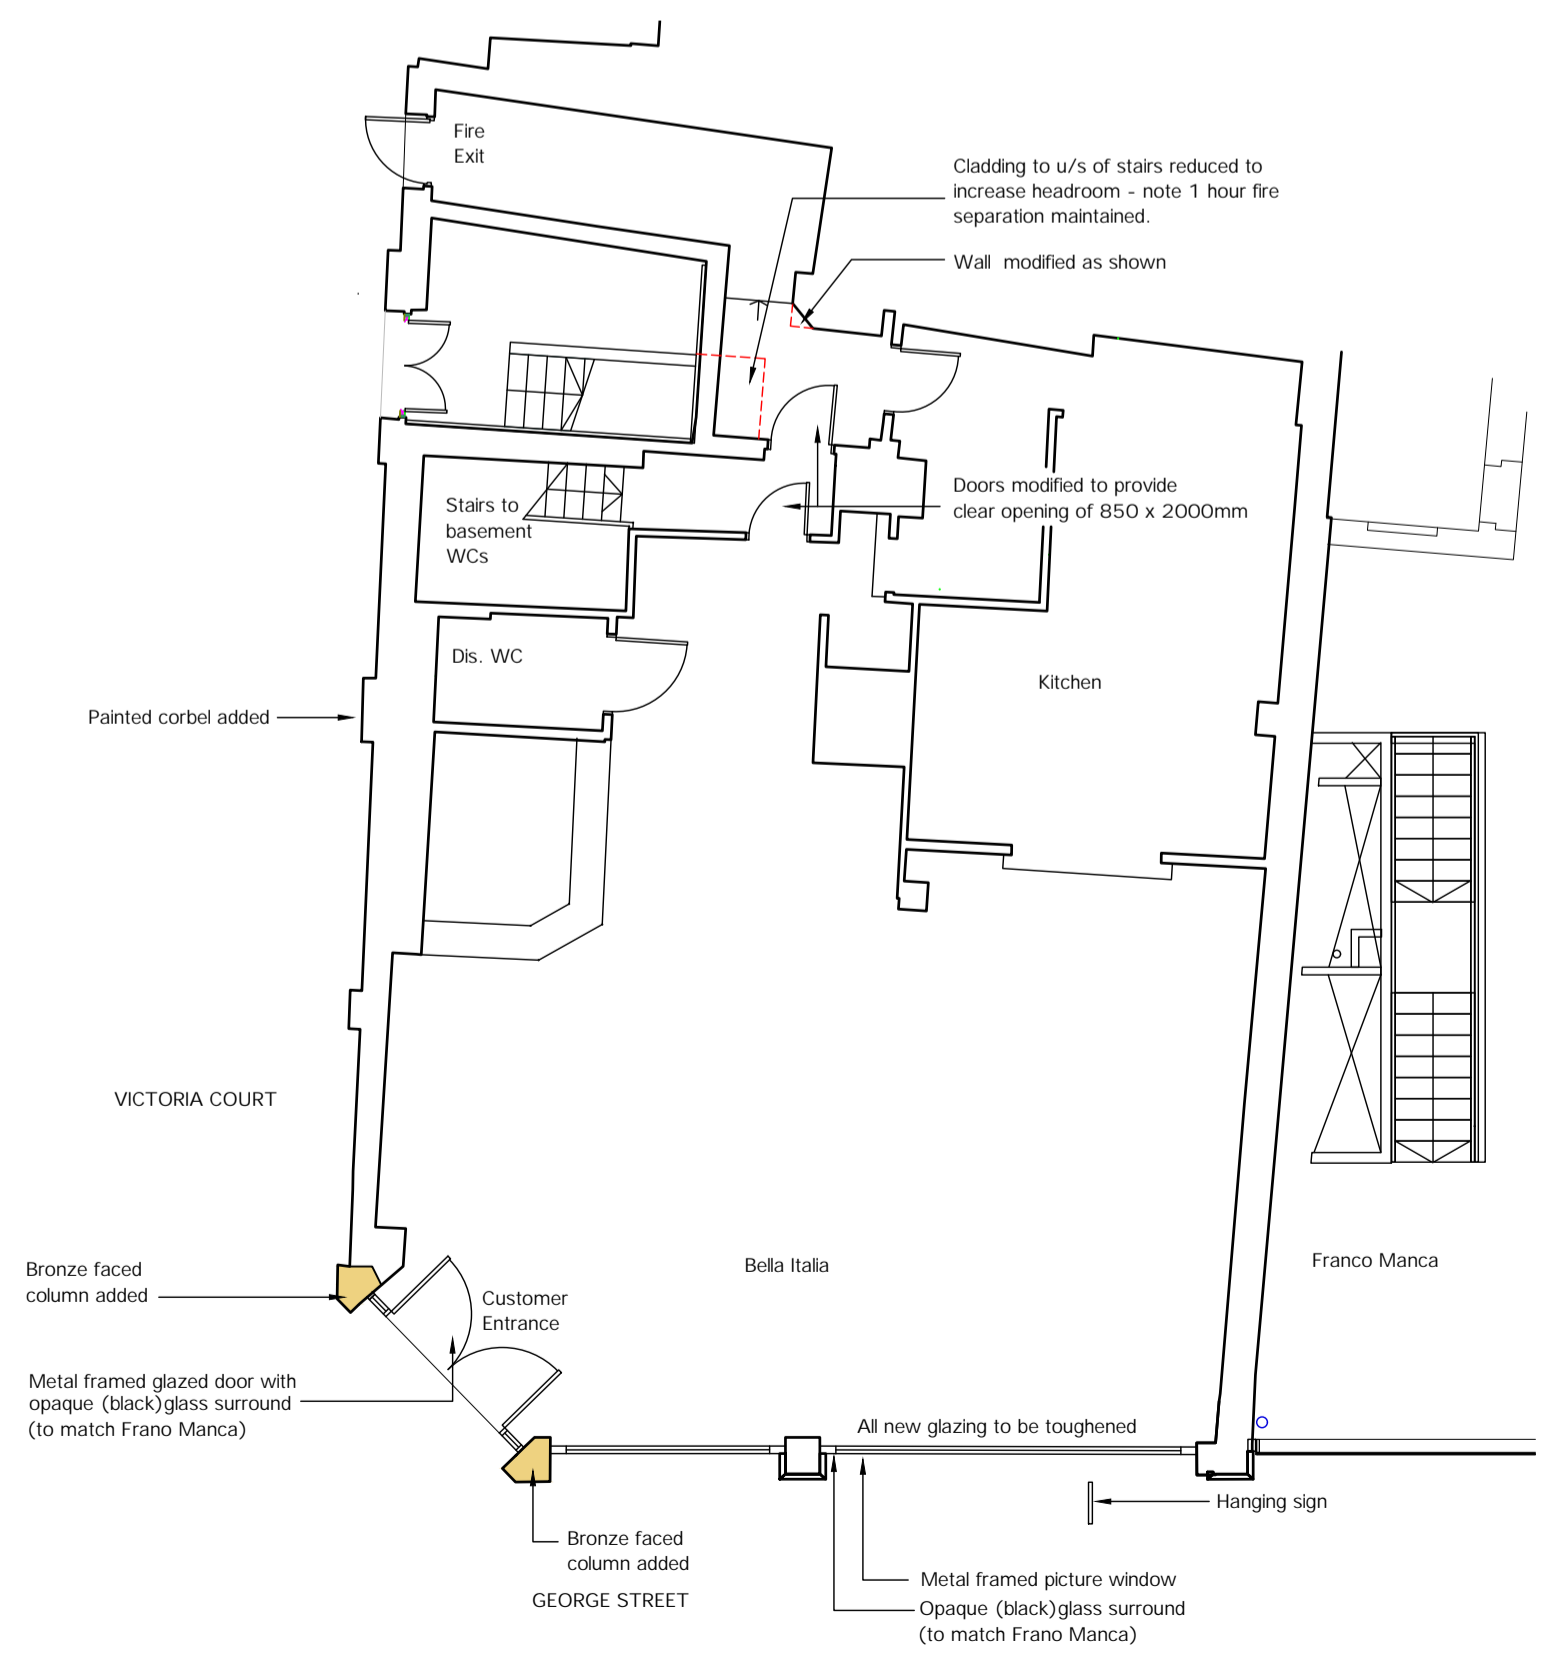 Fire
Exit
Cladding to u/s of stairs reduced to
increase headroom - note 1 hour fire
separation maintained.
Wall modified as shown
Doors modified to provide
clear opening of 850 x 2000mm
Stairs to
basement
WCs
Dis. WC
Kitchen
Painted corbel added
VICTORIA COURT
Bella Italia
Franco Manca
Bronze faced
column added
Customer
Entrance
Metal framed glazed door with
opaque (black)glass surround
(to match Frano Manca)
All new glazing to be toughened
Hanging sign
Bronze faced
column added
GEORGE STREET
Metal framed picture window
Opaque (black)glass surround
(to match Frano Manca)